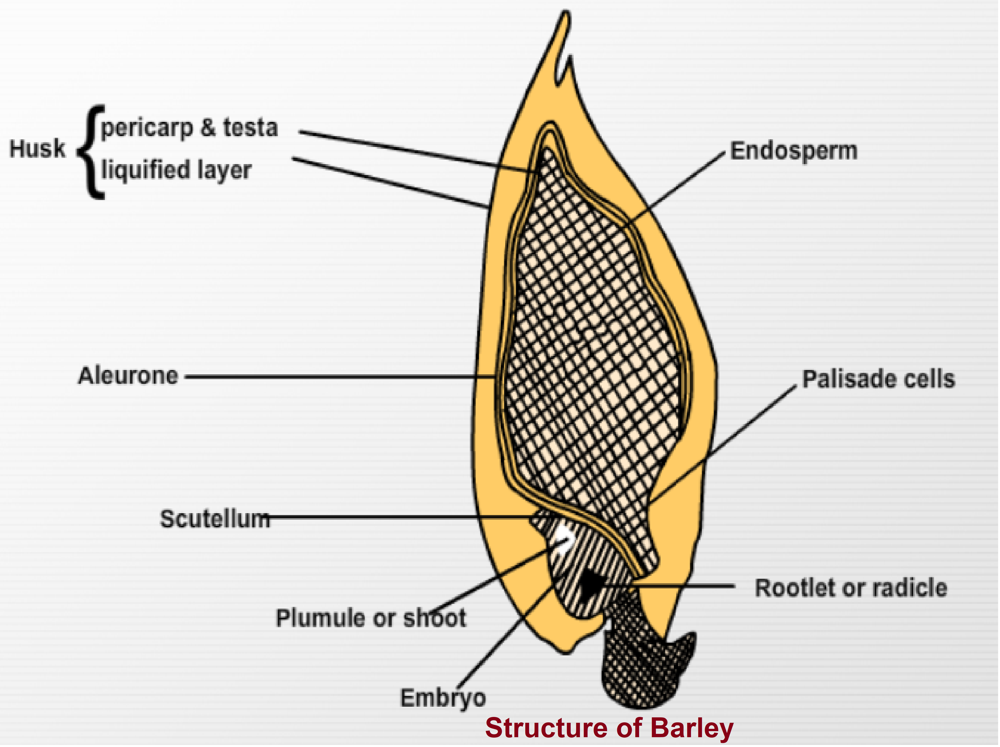 pericarp & testa
Husk
liquified layer
Endosperm
Aleurone
Palisade cells
Scutellum
Rootlet or radicle
Plumule or shoot
Embryo
Structure of Barley